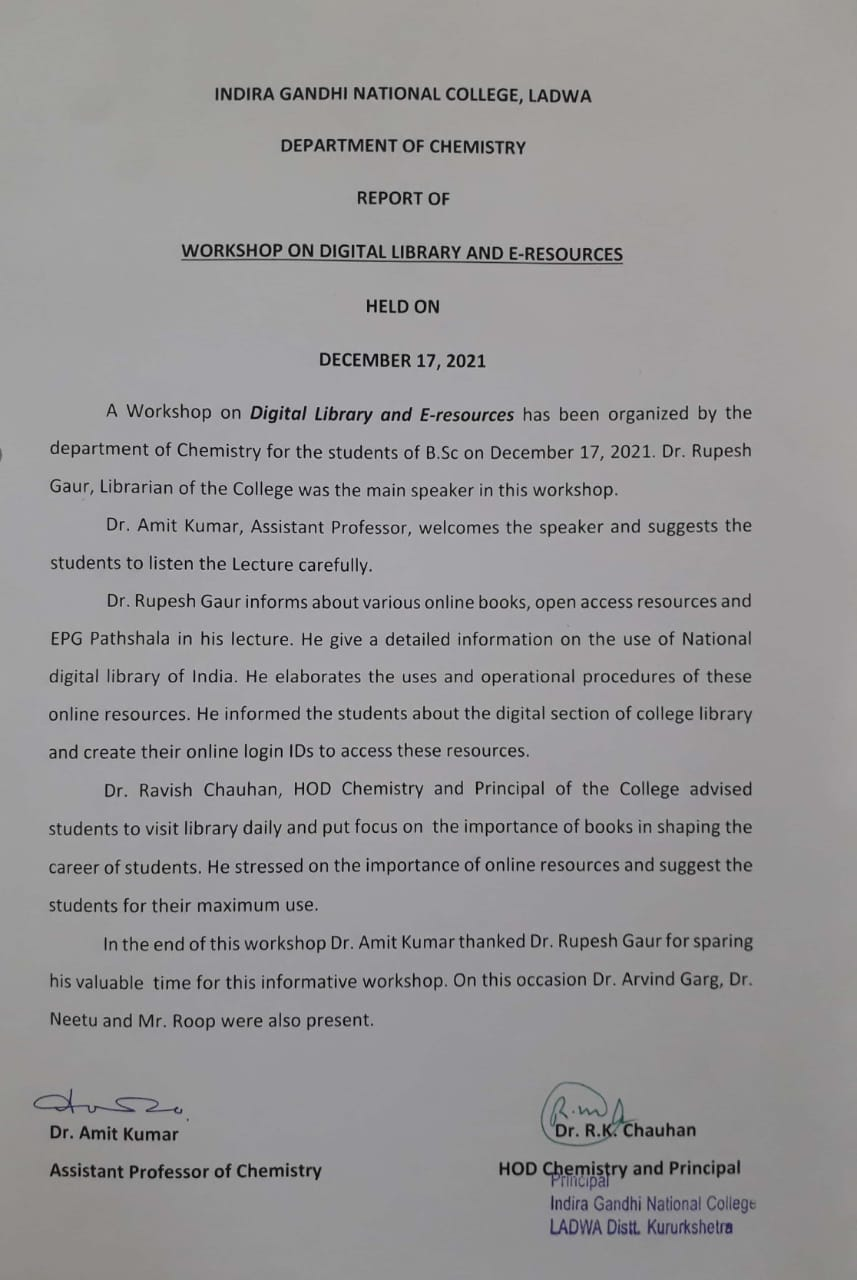 INDIRA GANDHI NATIONAL COLLEGE, LADWA
DEPARTMENT OF CHEMISTRY
REPORT OF
WORKSHOP ON DIGITAL LIBRARY AND E-RESOURCES
HELD ON
DECEMBER 17, 2021
A Workshop on Digital Library and E-resources has been organized by the
department of Chemistry for the students of B.Sc on December 17, 2021. Dr. Rupesh
Gaur, Librarian of the College was the main speaker in this workshop.
Dr. Amit Kumar, Assistant Professor, welcomes the speaker and suggests the
students to listen the Lecture carefully.
Dr. Rupesh Gaur informs about various online books, open access resources and
EPG Pathshala in his lecture. He give a detailed information on the use of National
digital library of India. He elaborates the uses and operational procedures of these
online resources. He informed the students about the digital section of college library
and create their online login IDs to access these resources.
Dr. Ravish Chauhan, HOD Chemistry and Principal of the College advised
students to visit library daily and put focus on the importance of books in shaping the
career of students. He stressed on the importance of online resources and suggest the
students for their maximum use.
In the end of this workshop Dr. Amit Kumar thanked Dr. Rupesh Gaur for sparing
his valuable time for this informative workshop. On this occasion Dr. Arvind Garg, Dr.
Neetu and Mr. Roop were also present.
Dr. Amit Kumar
Dr. R.K. Chauhan
Assistant Professor of Chemistry
HOD Chemistry and Principal
Principal
Indira Gandhi National College
LADWA Distt. Kururkshetra